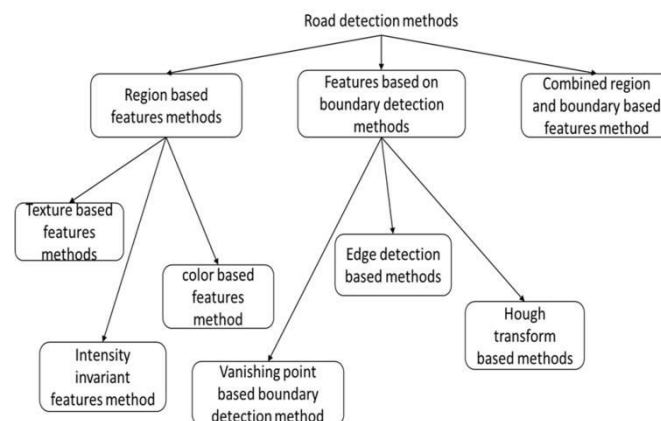 Road detection methods
Region based
features methods
Features based on
boundary detection
methods
Combined region
and boundary based
features method
Texture based
features
methods
color based
features
method
Edge detection
based methods
Hough
transform
based methods
Intensity
invariant
features method
Vanishing point
based boundary
detection method